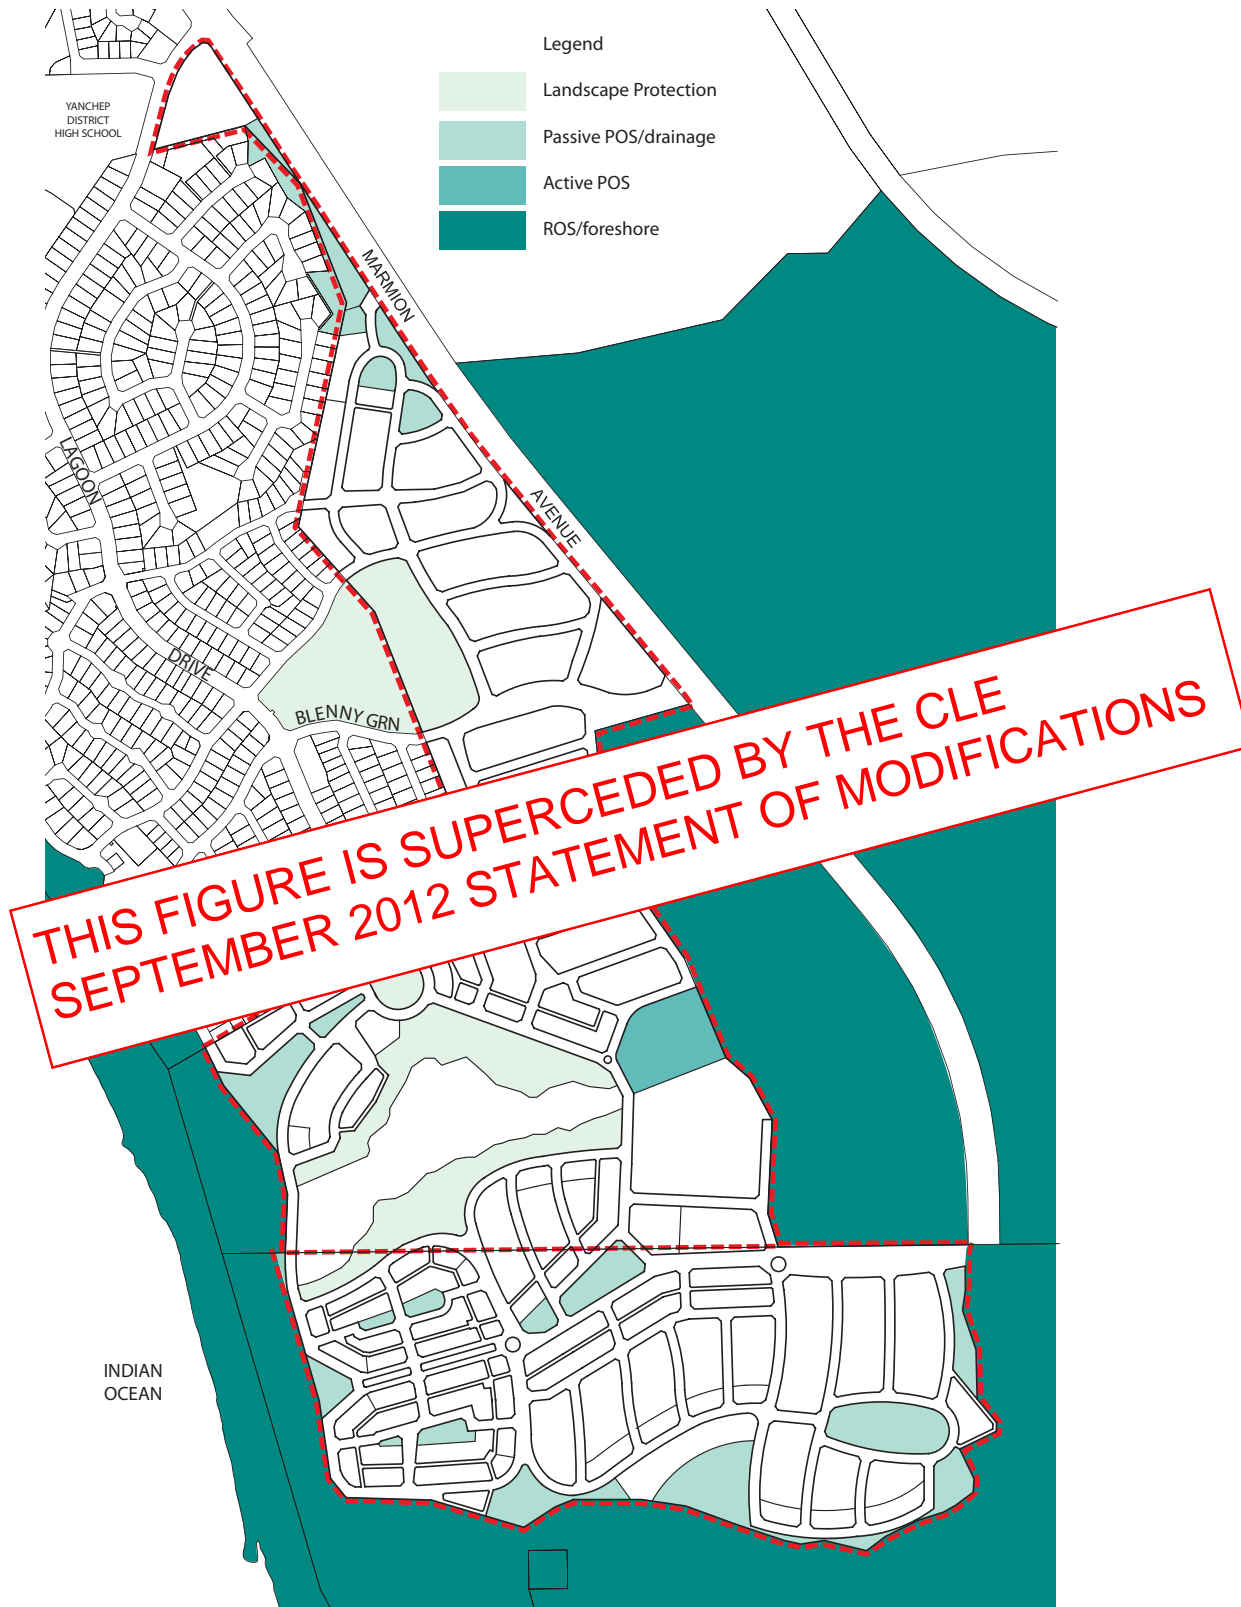 Legend
Landscape Protection
Passive POS/drainage
Active POS
ROS/foreshore
YANCHEP
DISTRICT
HIGH SCHOOL
MARMION
AVENUE
LAGOON
DRIVE
BLENNY GRN
THIS FIGURE IS SUPERCEDED BY THE CLE
SEPTEMBER 2012 STATEMENT OF MODIFICATIONS
INDIAN
OCEAN